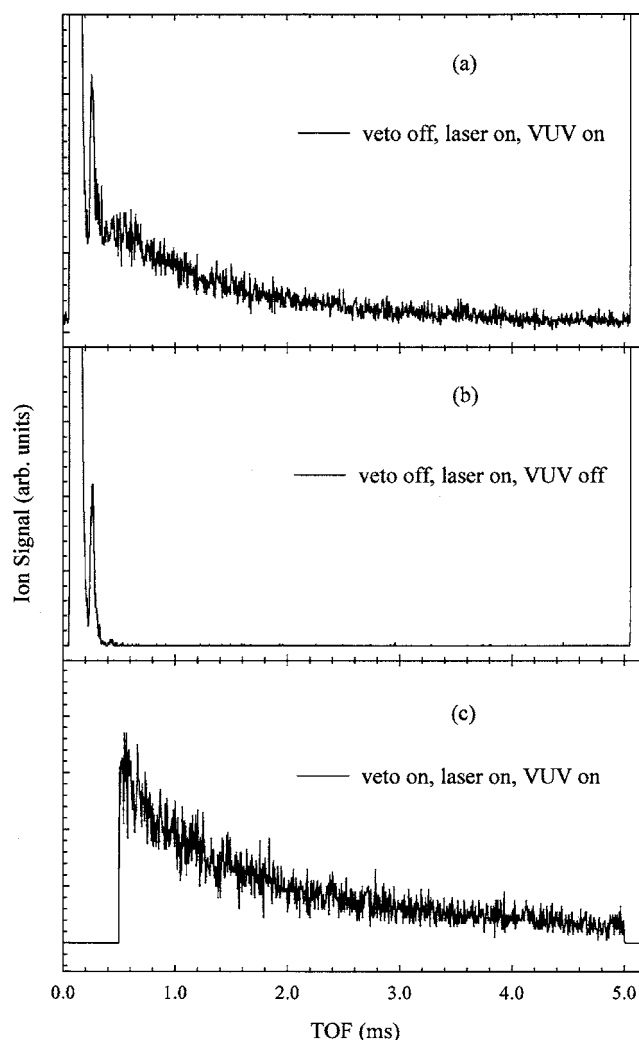 (a)
veto off, laser on, VUV on
(b)
veto off, laser on, VUV off
Ion Signal (arb. units)
(c)
veto on, laser on, VUV on
0.0 1.0 2.0 3.0 4.0 5.0
TOF (ms)